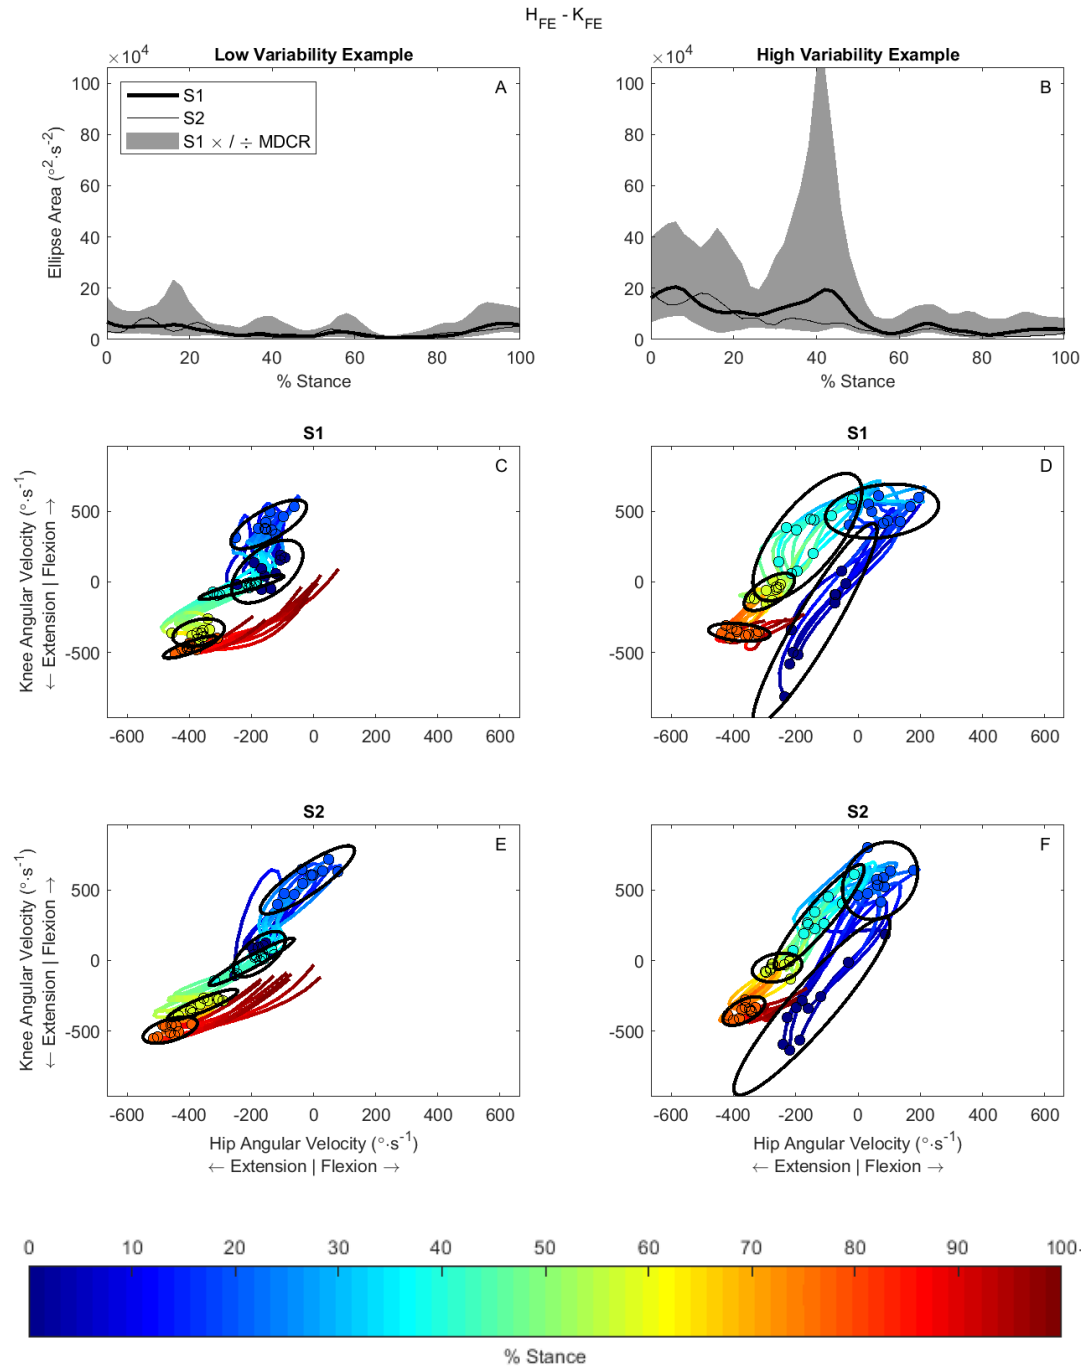 H_FE - K_FE
Low Variability Example
High Variability Example
×10^4
×10^4
A
B
S1
S2
S1 × / ÷ MDCR
Ellipse Area (°^2·s^-2)
100
80
60
40
20
0
100
80
60
40
20
0
0 20 40 60 80 100
0 20 40 60 80 100
% Stance
% Stance
S1
S1
C
D
Knee Angular Velocity (°·s^-1)
← Extension | Flexion →
500
0
-500
500
0
-500
-600 -400 -200 0 200 400 600
-600 -400 -200 0 200 400 600
S2
S2
E
F
Knee Angular Velocity (°·s^-1)
← Extension | Flexion →
500
0
-500
500
0
-500
-600 -400 -200 0 200 400 600
-600 -400 -200 0 200 400 600
Hip Angular Velocity (°·s^-1)
← Extension | Flexion →
Hip Angular Velocity (°·s^-1)
← Extension | Flexion →
0 10 20 30 40 50 60 70 80 90 100
% Stance